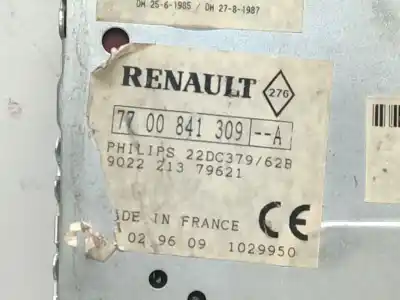 DM 25-6-1985 / DM 27-8-1987
RENAULT 276
77 00 841 309 --A
PHILIPS 22DC379/62B
9022 213 79621
DE IN FRANCE CE
02 96 09 1029950